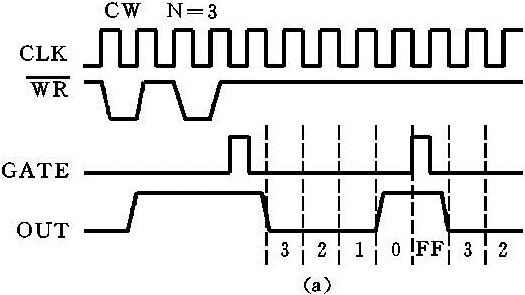 CW N=3
CLK
WR
GATE
OUT
3 2 1 0 FF 3 2
(a)